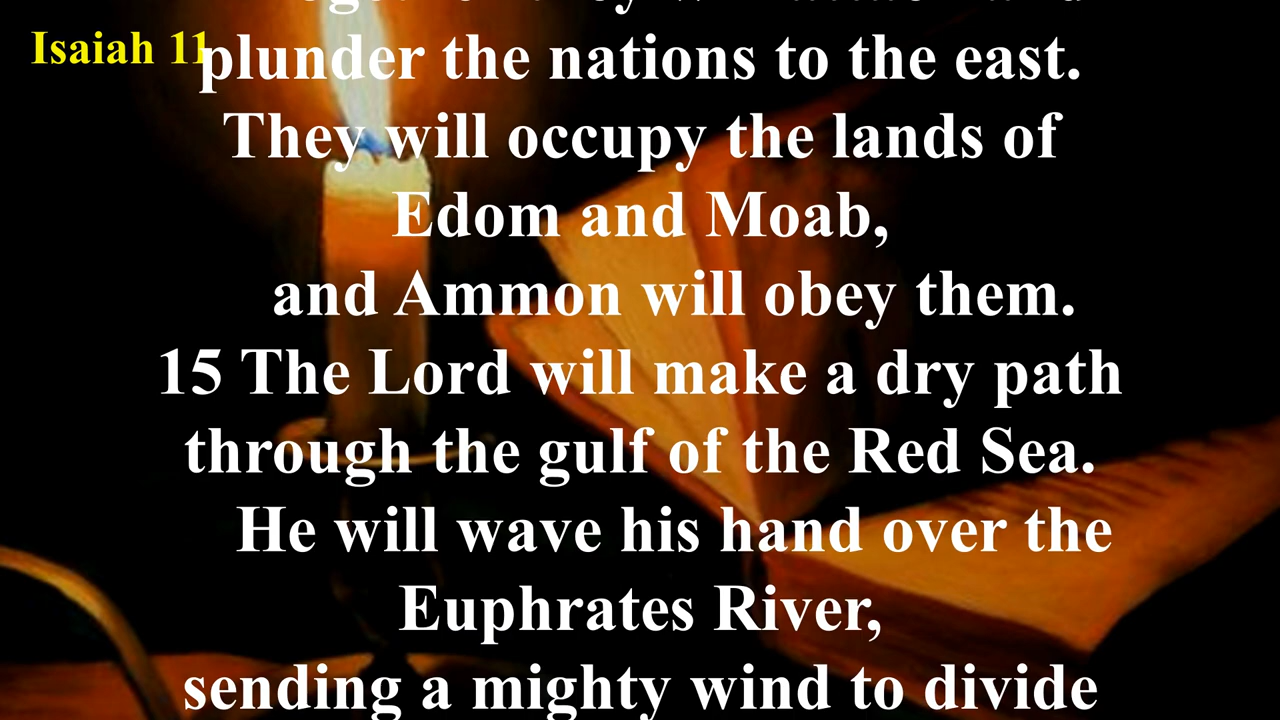 Isaiah 11
plunder the nations to the east.
They will occupy the lands of
Edom and Moab,
and Ammon will obey them.
15 The Lord will make a dry path
through the gulf of the Red Sea.
He will wave his hand over the
Euphrates River,
sending a mighty wind to divide